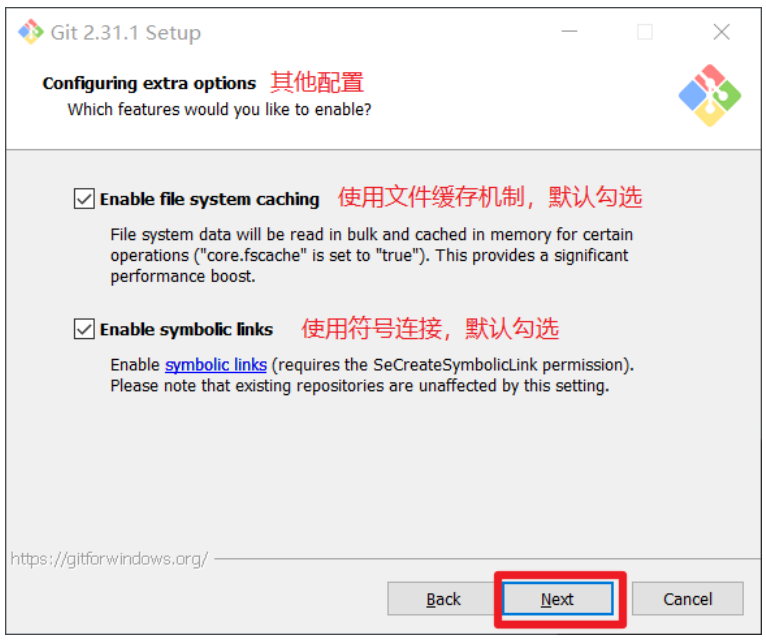 Git 2.31.1 Setup
Configuring extra options 其他配置
Which features would you like to enable?
Enable file system caching 使用文件缓存机制，默认勾选
File system data will be read in bulk and cached in memory for certain
operations ("core.fscache" is set to "true"). This provides a significant
performance boost.
Enable symbolic links 使用符号连接，默认勾选
Enable symbolic links (requires the SeCreateSymbolicLink permission).
Please note that existing repositories are unaffected by this setting.
https://gitforwindows.org/
Back Next Cancel